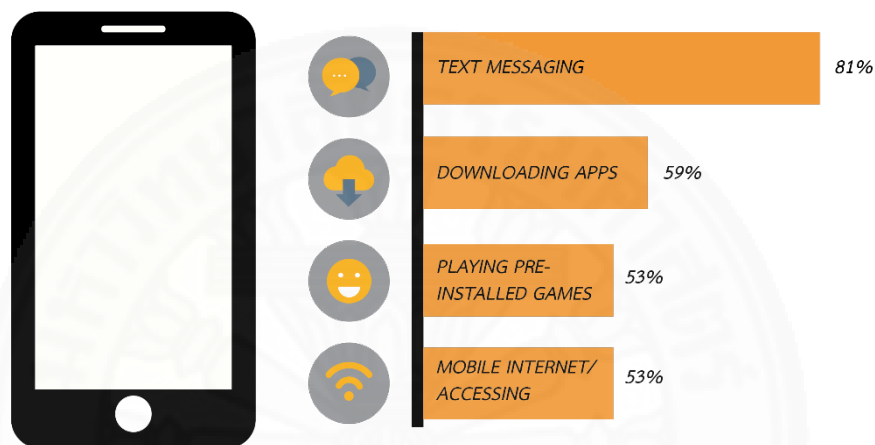 TEXT MESSAGING
81%
DOWNLOADING APPS
59%
PLAYING PRE-
INSTALLED GAMES
53%
MOBILE INTERNET/
ACCESSING
53%